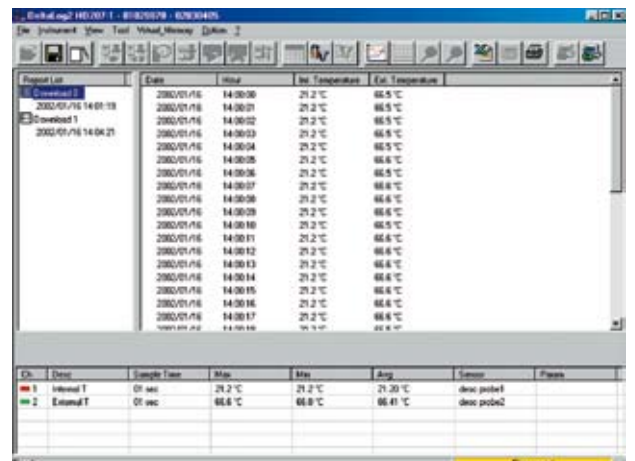 DeltaLog2 HD207-1 - 01020878 - 02030405
File Instrument View Tool Virtual_Memory Option ?
Report List
Download 0
2002/01/16 14:01:19
Download 1
2002/01/16 14:04:21
Date Hour Int. Temperature Ext. Temperature
2002/01/16 14:00:00 21.2 °C 66.5 °C
2002/01/16 14:00:01 21.2 °C 66.5 °C
2002/01/16 14:00:02 21.2 °C 66.5 °C
2002/01/16 14:00:03 21.2 °C 66.5 °C
2002/01/16 14:00:04 21.2 °C 66.5 °C
2002/01/16 14:00:05 21.2 °C 66.6 °C
2002/01/16 14:00:06 21.2 °C 66.5 °C
2002/01/16 14:00:07 21.2 °C 66.6 °C
2002/01/16 14:00:08 21.2 °C 66.6 °C
2002/01/16 14:00:09 21.2 °C 66.6 °C
2002/01/16 14:00:10 21.2 °C 66.5 °C
2002/01/16 14:00:11 21.2 °C 66.6 °C
2002/01/16 14:00:12 21.2 °C 66.6 °C
2002/01/16 14:00:13 21.2 °C 66.6 °C
2002/01/16 14:00:14 21.2 °C 66.6 °C
2002/01/16 14:00:15 21.2 °C 66.6 °C
2002/01/16 14:00:16 21.2 °C 66.6 °C
2002/01/16 14:00:17 21.2 °C 66.6 °C
Ch Desc Sample Time Max Min Avg Sensor Param
1 Internal T 01 sec 21.2 °C 21.2 °C 21.20 °C desc probe1
2 External T 01 sec 66.6 °C 66.0 °C 66.41 °C desc probe2